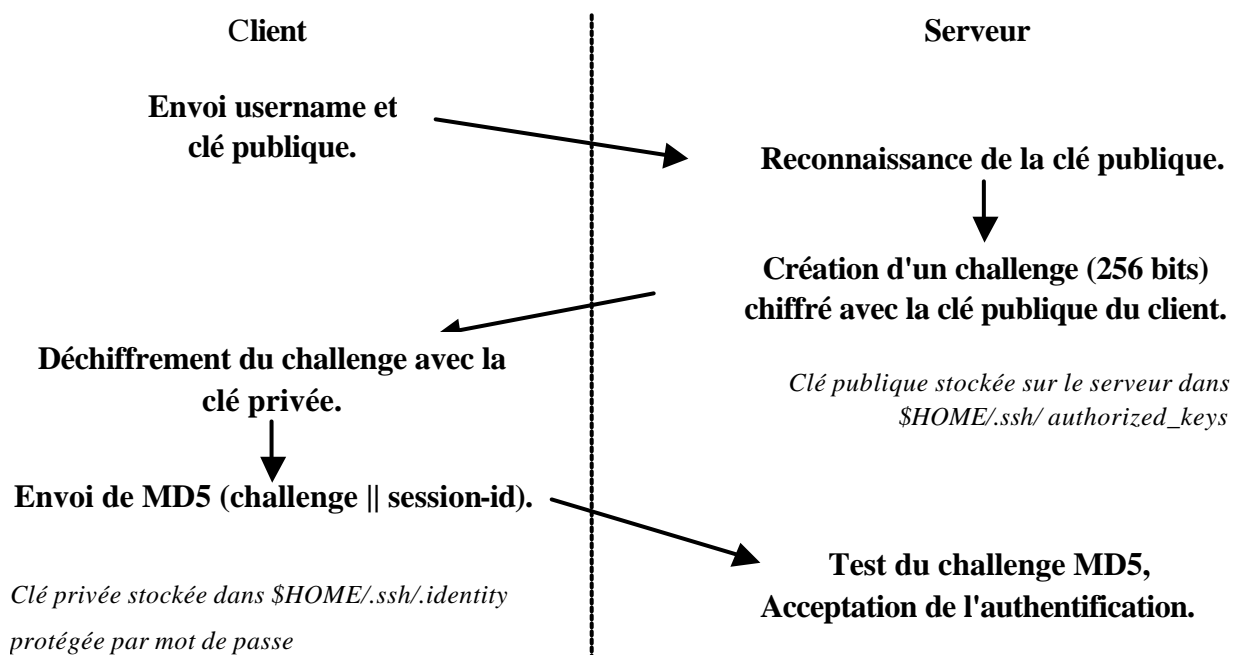 Client
Serveur
Envoi username et
clé publique.
Reconnaissance de la clé publique.
Création d'un challenge (256 bits)
chiffré avec la clé publique du client.
Déchiffrement du challenge avec la
clé privée.
Clé publique stockée sur le serveur dans
$HOME/.ssh/ authorized_keys
Envoi de MD5 (challenge || session-id).
Test du challenge MD5,
Acceptation de l'authentification.
Clé privée stockée dans $HOME/.ssh/.identity
protégée par mot de passe